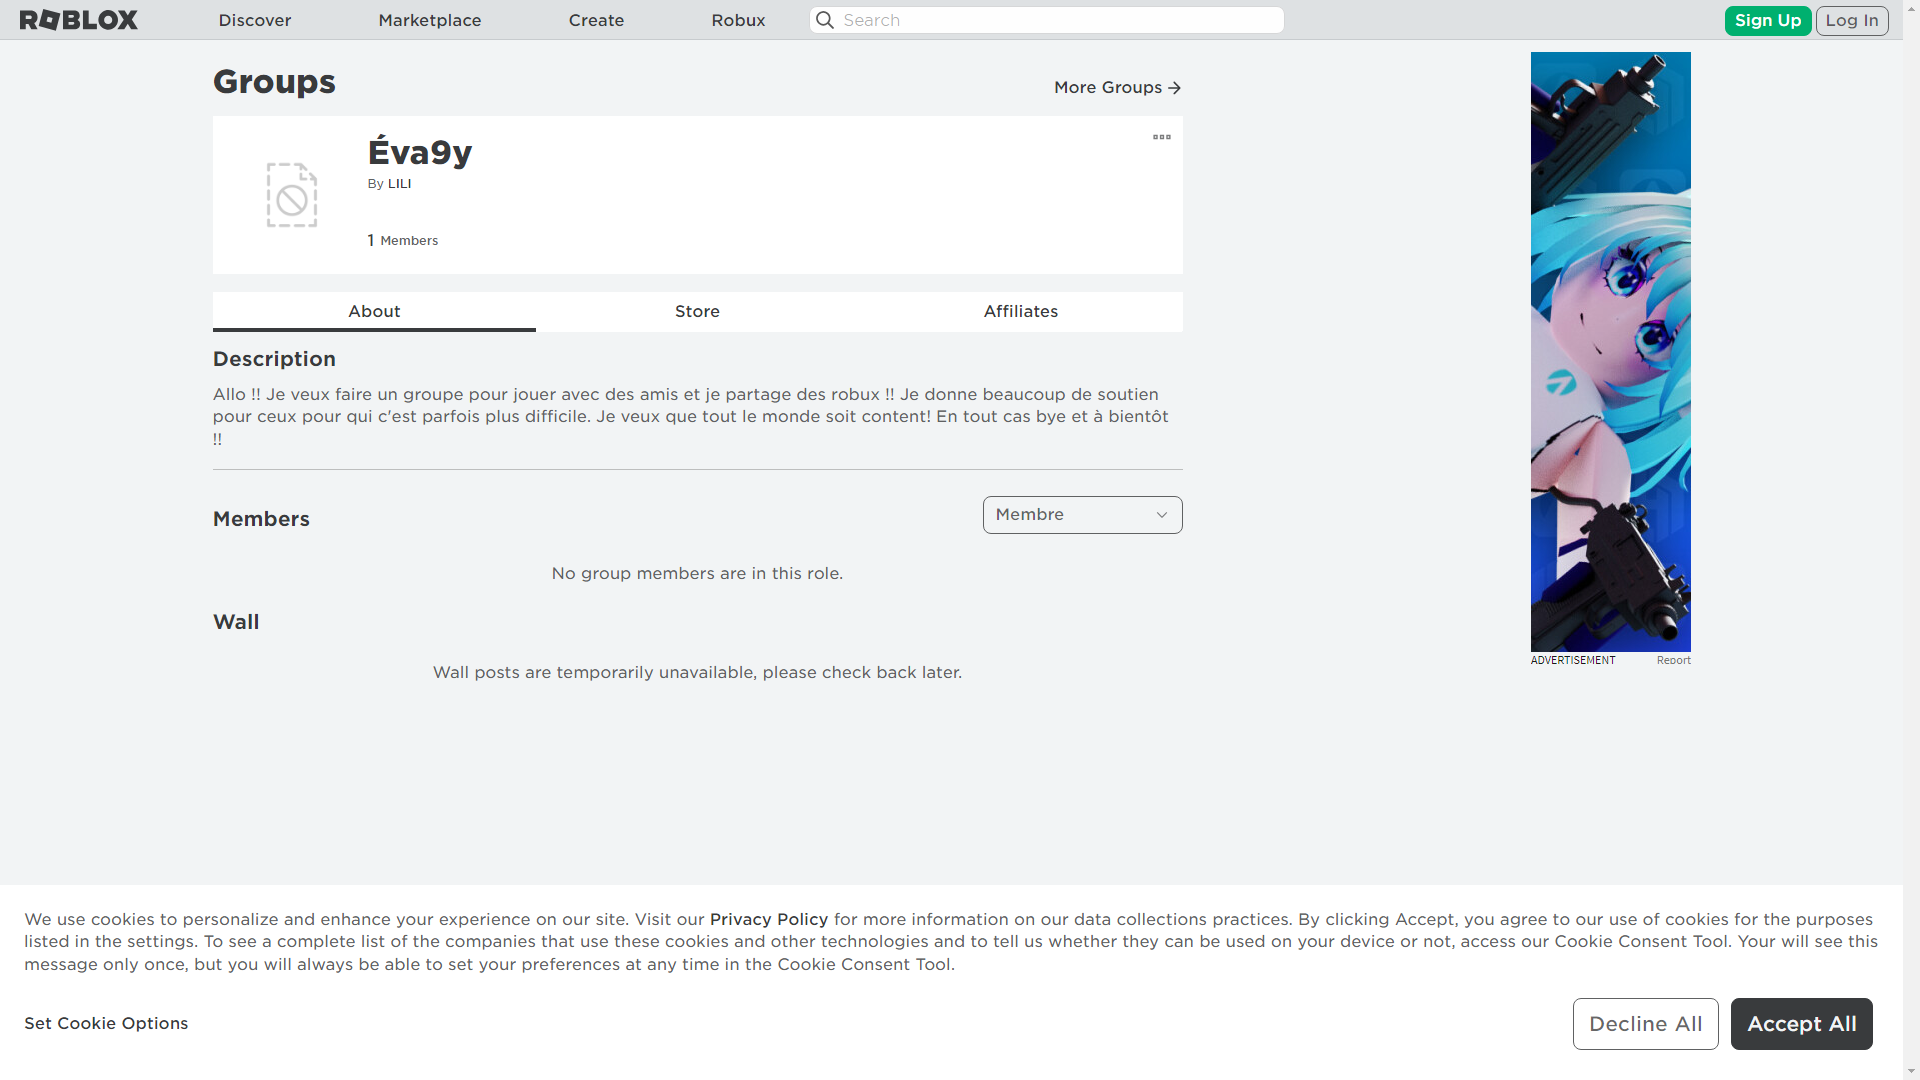 ROBLOX
Discover
Marketplace
Create
Robux
Search
Sign Up
Log In
Groups
More Groups
Éva9y
By LILI
1 Members
About
Store
Affiliates
Description
Allo !! Je veux faire un groupe pour jouer avec des amis et je partage des robux !! Je donne beaucoup de soutien
pour ceux pour qui c'est parfois plus difficile. Je veux que tout le monde soit content! En tout cas bye et à bientôt
!!
Members
Membre
No group members are in this role.
Wall
Wall posts are temporarily unavailable, please check back later.
ADVERTISEMENT
Report
We use cookies to personalize and enhance your experience on our site. Visit our Privacy Policy for more information on our data collections practices. By clicking Accept, you agree to our use of cookies for the purposes
listed in the settings. To see a complete list of the companies that use these cookies and other technologies and to tell us whether they can be used on your device or not, access our Cookie Consent Tool. Your will see this
message only once, but you will always be able to set your preferences at any time in the Cookie Consent Tool.
Set Cookie Options
Decline All
Accept All